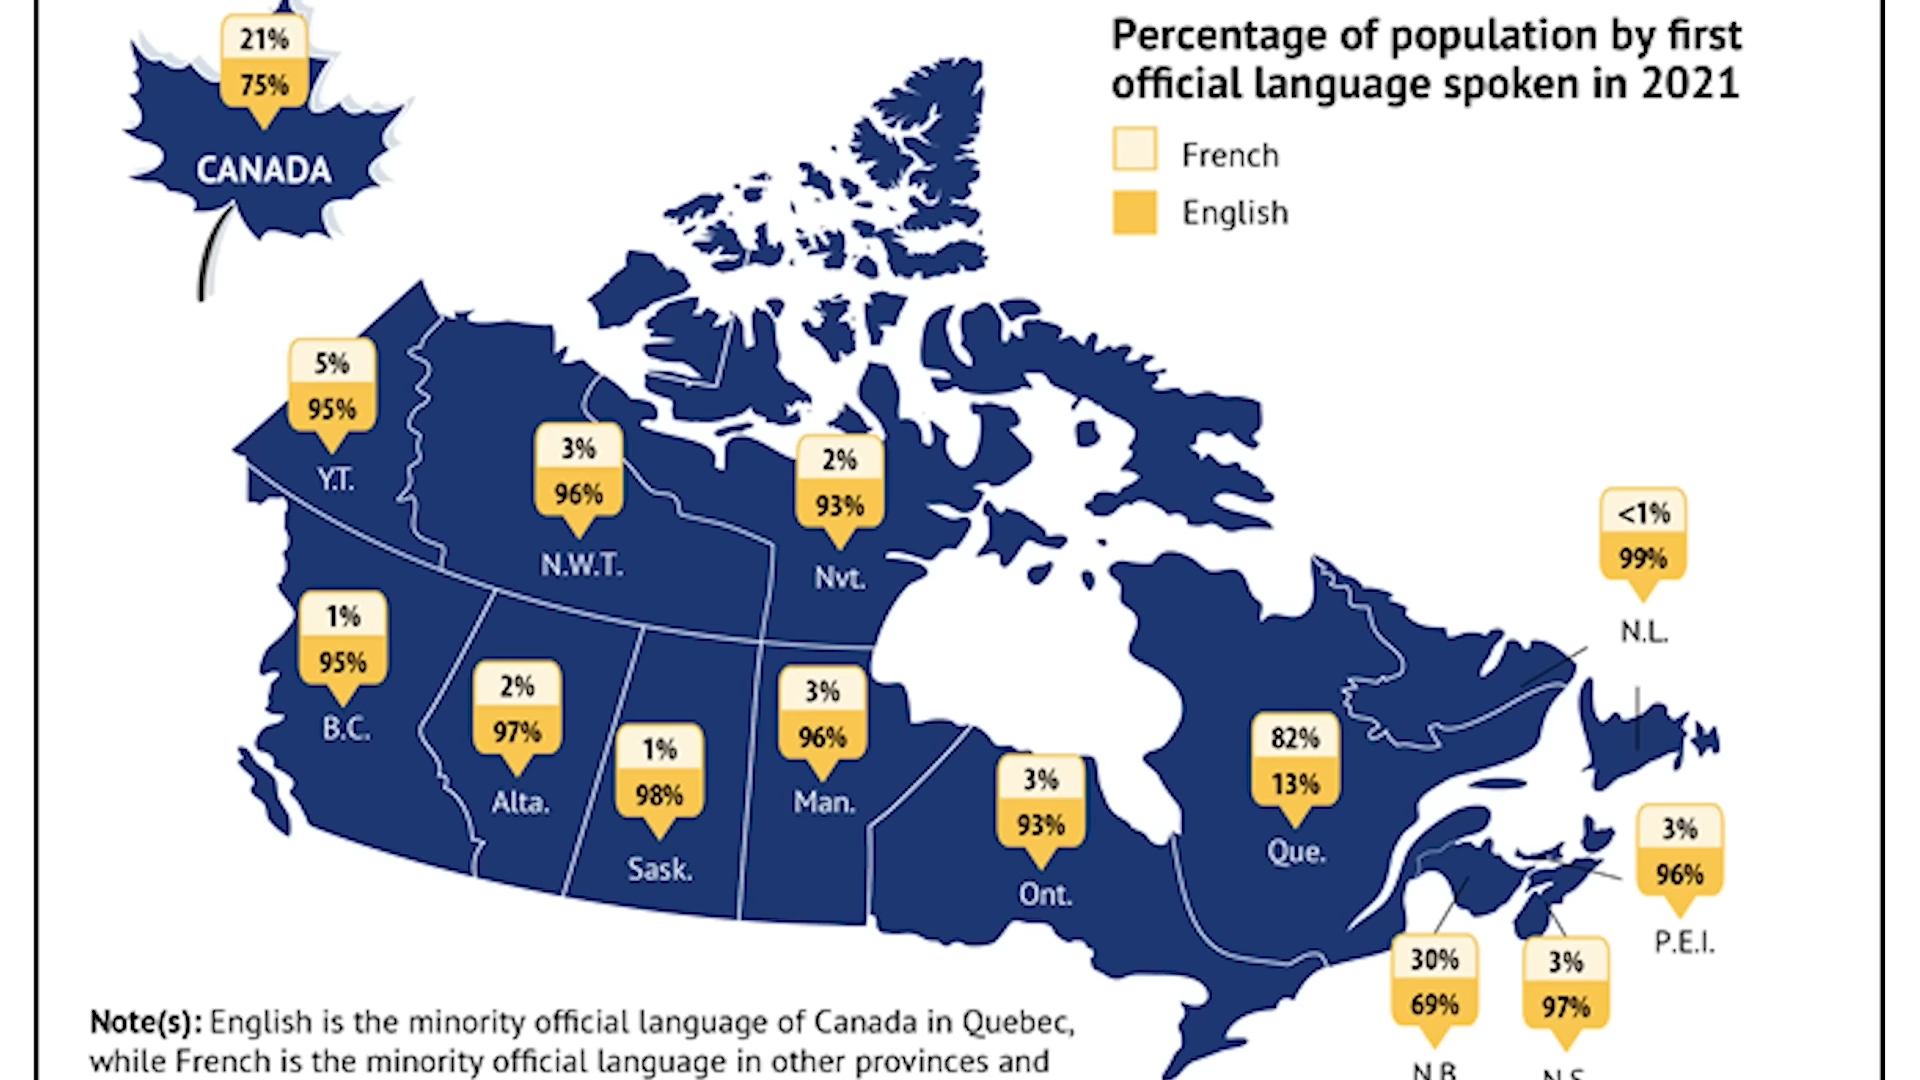 21%
75%
CANADA
Percentage of population by first
official language spoken in 2021
French
English
5%
95%
Y.T.
3%
96%
N.W.T.
2%
93%
Nvt.
<1%
99%
N.L.
1%
95%
B.C.
2%
97%
Alta.
1%
98%
Sask.
3%
96%
Man.
3%
93%
Ont.
82%
13%
Que.
3%
96%
P.E.I.
30%
69%
N.B.
3%
97%
N.S.
Note(s): English is the minority official language of Canada in Quebec,
while French is the minority official language in other provinces and